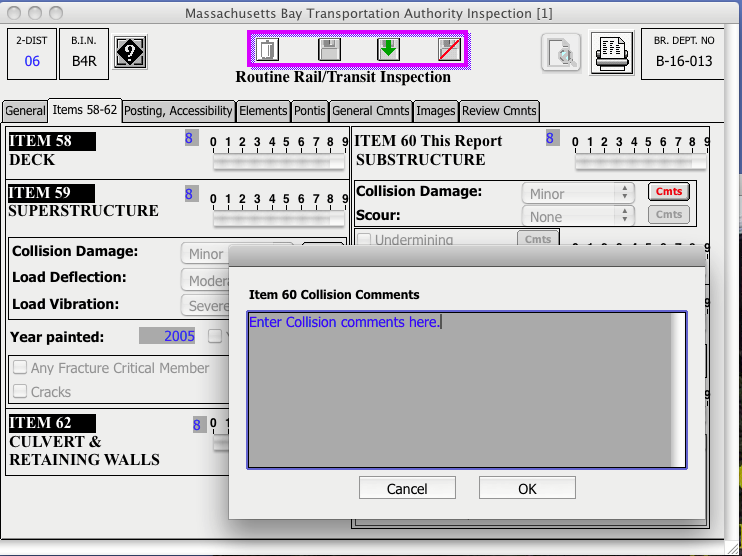 Massachusetts Bay Transportation Authority Inspection [1]
2-DIST
06
B.I.N.
B4R
?
Routine Rail/Transit Inspection
BR. DEPT. NO
B-16-013
General Items 58-62 Posting, Accessibility Elements Pontis General Cmnts Images Review Cmnts
ITEM 58 8 0 1 2 3 4 5 6 7 8 9
DECK
ITEM 59 8 0 1 2 3 4 5 6 7 8 9
SUPERSTRUCTURE
Collision Damage: Minor
Load Deflection:
Load Vibration: Severe
Year painted: 2005
Any Fracture Critical Member
Cracks
ITEM 62 8 0 1
CULVERT &
RETAINING WALLS
ITEM 60 This Report 8 0 1 2 3 4 5 6 7 8 9
SUBSTRUCTURE
Collision Damage: Minor Cmts
Scour: None Cmts
Undermining Cmts
Item 60 Collision Comments
Enter Collision comments here.
Cancel OK